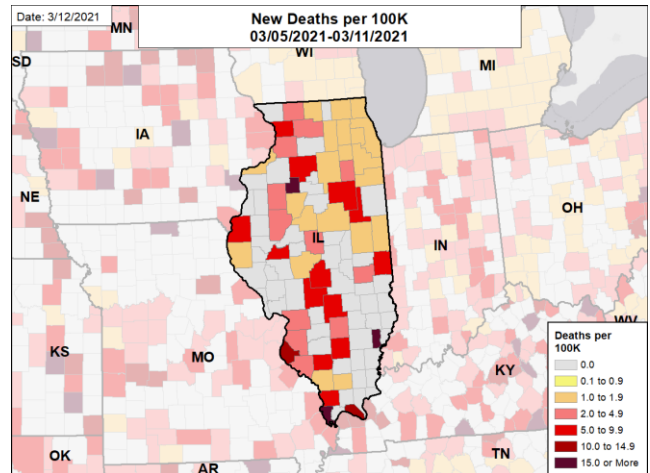 Date: 3/12/2021
New Deaths per 100K
03/05/2021-03/11/2021
MN
WI
SD
MI
IA
NE
OH
IL
IN
WV
KS
MO
KY
OK
AR
TN
Deaths per
100K
0.0
0.1 to 0.9
1.0 to 1.9
2.0 to 4.9
5.0 to 9.9
10.0 to 14.9
15.0 or More